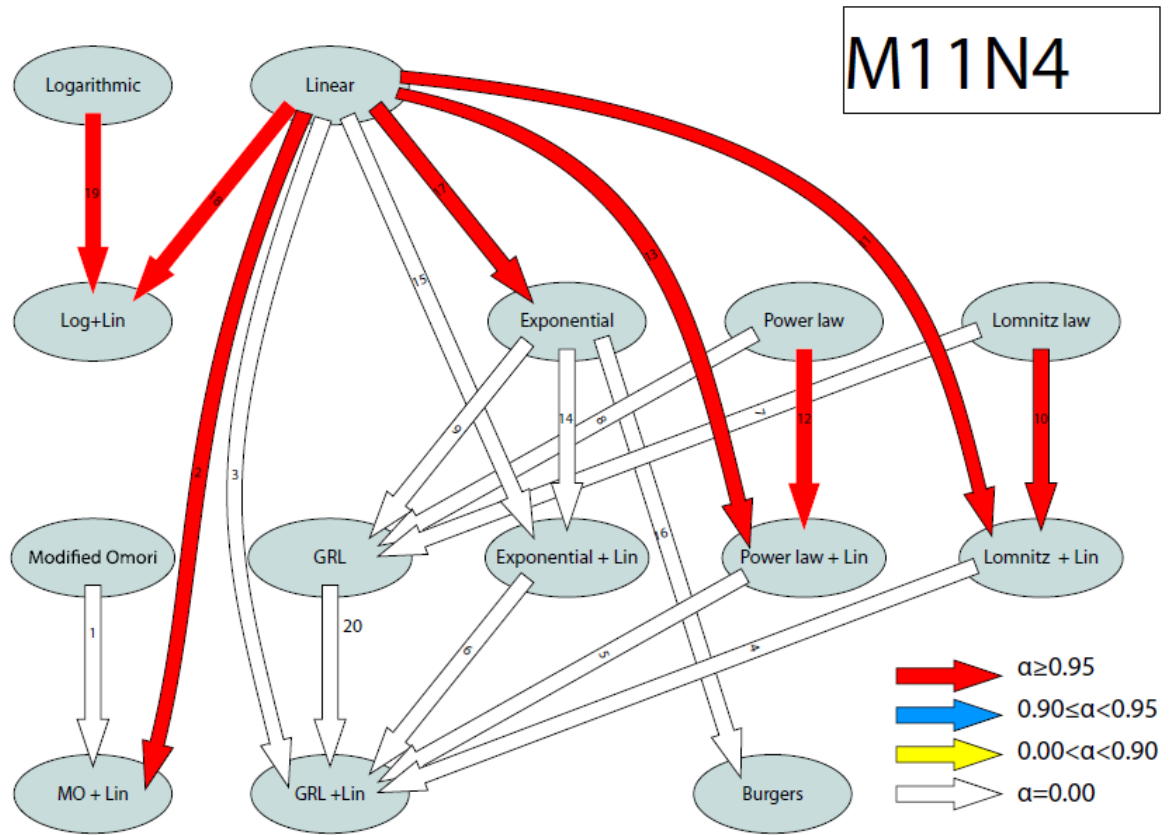 M11N4
Logarithmic
Linear
19
18
17
13
11
15
Log+Lin
Exponential
Power law
Lomnitz law
9
14
8
7
12
10
2
3
16
Modified Omori
GRL
Exponential + Lin
Power law + Lin
Lomnitz + Lin
1
20
6
5
4
α≥0.95
0.90≤α<0.95
0.00<α<0.90
α=0.00
MO + Lin
GRL +Lin
Burgers